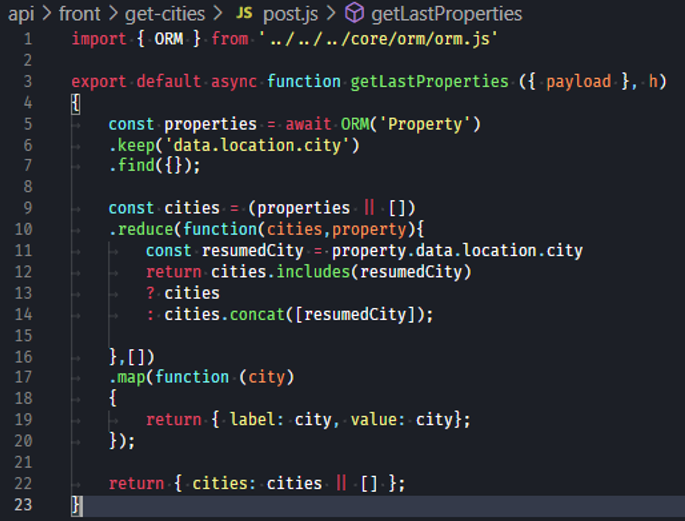 api > front > get-cities > JS post.js > getLastProperties
1 import { ORM } from '../../../core/orm/orm.js'
2
3 export default async function getLastProperties ({ payload }, h)
4 {
5 const properties = await ORM('Property')
6 .keep('data.location.city')
7 .find({});
8
9 const cities = (properties || [])
10 .reduce(function(cities,property){
11 const resumedCity = property.data.location.city
12 return cities.includes(resumedCity)
13 ? cities
14 : cities.concat([resumedCity]);
15
16 },[])
17 .map(function (city)
18 {
19 return { label: city, value: city};
20 });
21
22 return { cities: cities || [] };
23 }